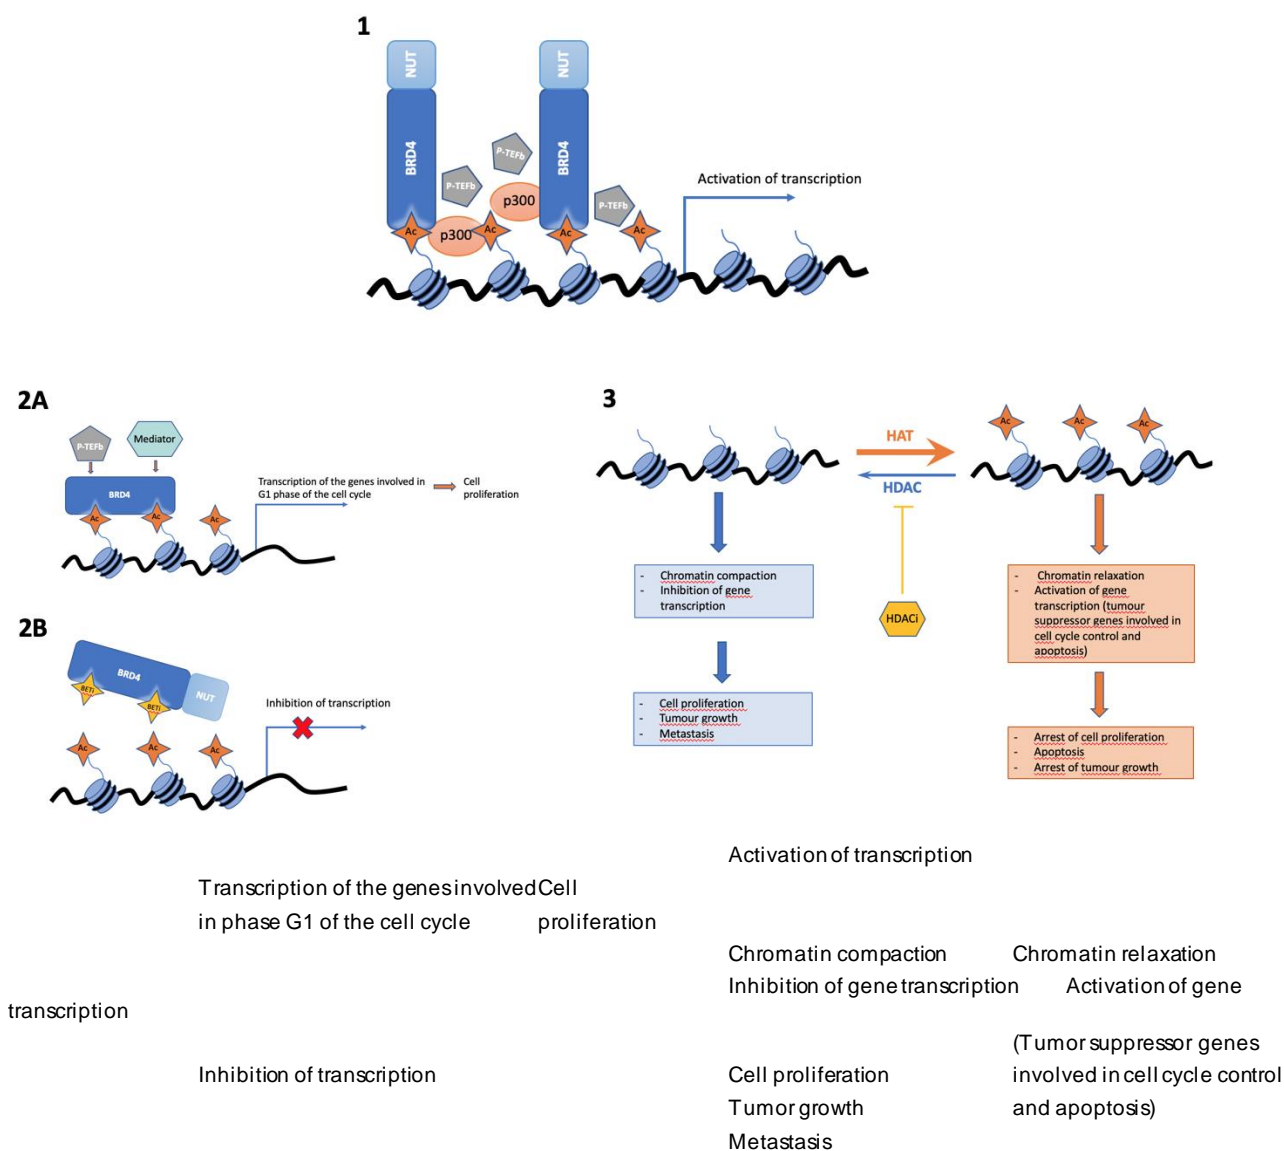 1
NUT
NUT
BRD4
BRD4
P-TEFb
P-TEFb
P-TEFb
p300
p300
Ac
Ac
Ac
Ac
Activation of transcription
2A
P-TEFb
Mediator
BRD4
Ac
Ac
Ac
Transcription of the genes involved in
G1 phase of the cell cycle
Cell
proliferation
2B
BRD4
NUT
BETi
BETi
Ac
Ac
Ac
Inhibition of transcription
3
HAT
HDAC
Ac
Ac
Ac
- Chromatin compaction
- Inhibition of gene
transcription
HDACi
- Chromatin relaxation
- Activation of gene
transcription (tumour
suppressor genes involved in
cell cycle control and
apoptosis)
- Cell proliferation
- Tumour growth
- Metastasis
- Arrest of cell proliferation
- Apoptosis
- Arrest of tumour growth
Activation of transcription
Transcription of the genes involved Cell
in phase G1 of the cell cycle proliferation
Chromatin compaction Chromatin relaxation
Inhibition of gene transcription Activation of gene
transcription
(Tumor suppressor genes
Inhibition of transcription Cell proliferation involved in cell cycle control
Tumor growth and apoptosis)
Metastasis